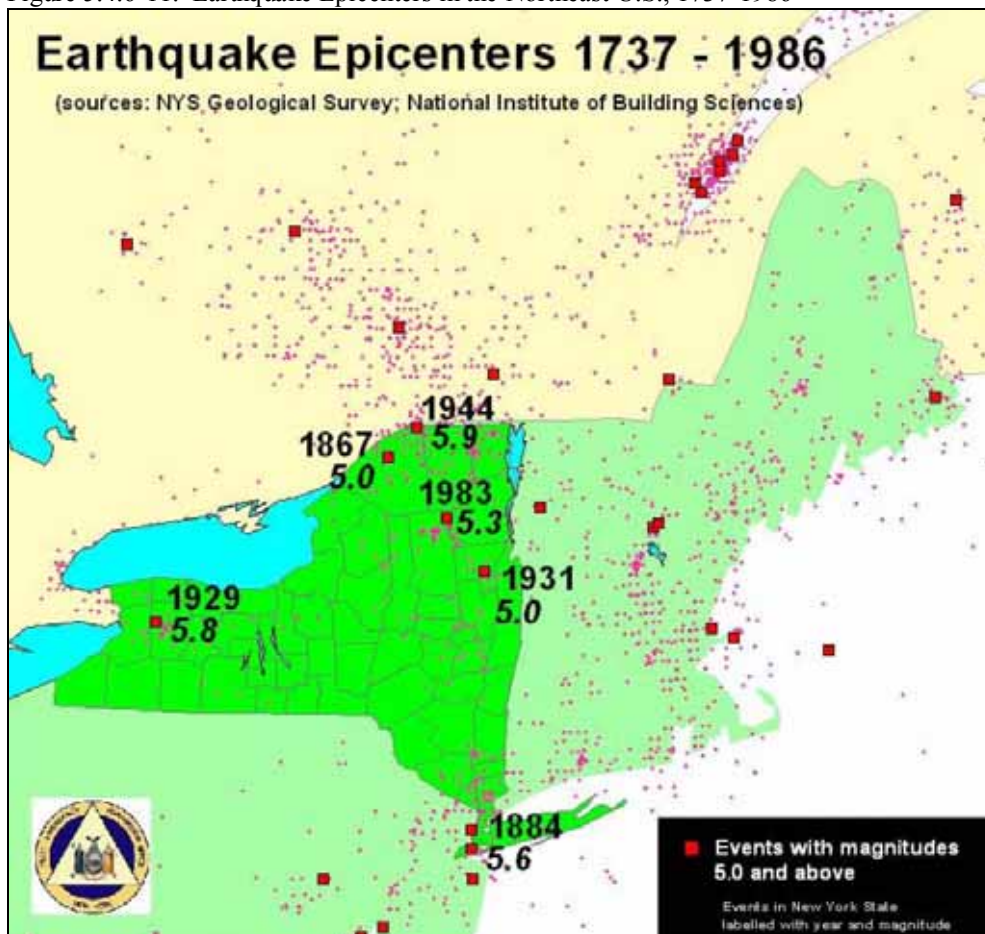 Earthquake Epicenters 1737 - 1986
(sources: NYS Geological Survey; National Institute of Building Sciences)
1944
5.9
1867
5.0
1983
5.3
1931
5.0
1929
5.8
1884
5.6
Events with magnitudes
5.0 and above
Events in New York State
labelled with year and magnitude